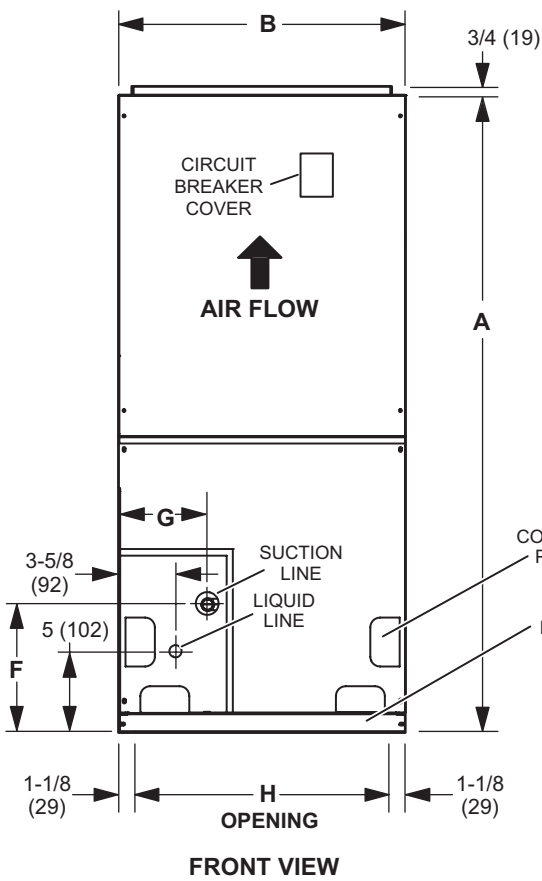 B
3/4 (19)
CIRCUIT
BREAKER
COVER
AIR FLOW
A
G
3-5/8
(92)
SUCTION
LINE
LIQUID
LINE
5 (102)
F
1-1/8
(29)
H
OPENING
1-1/8
(29)
FRONT VIEW